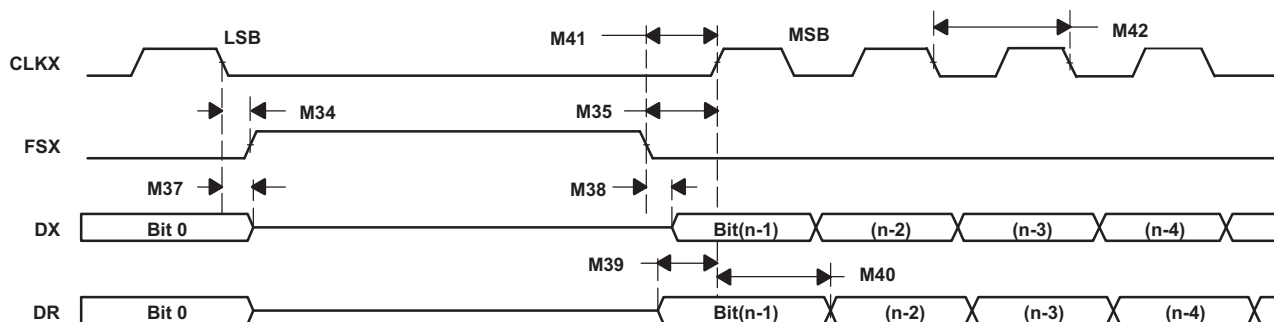 LSB
M41
MSB
M42
CLKX
M34
M35
FSX
M37
M38
DX
Bit 0
Bit(n-1)
(n-2)
(n-3)
(n-4)
M39
M40
DR
Bit 0
Bit(n-1)
(n-2)
(n-3)
(n-4)